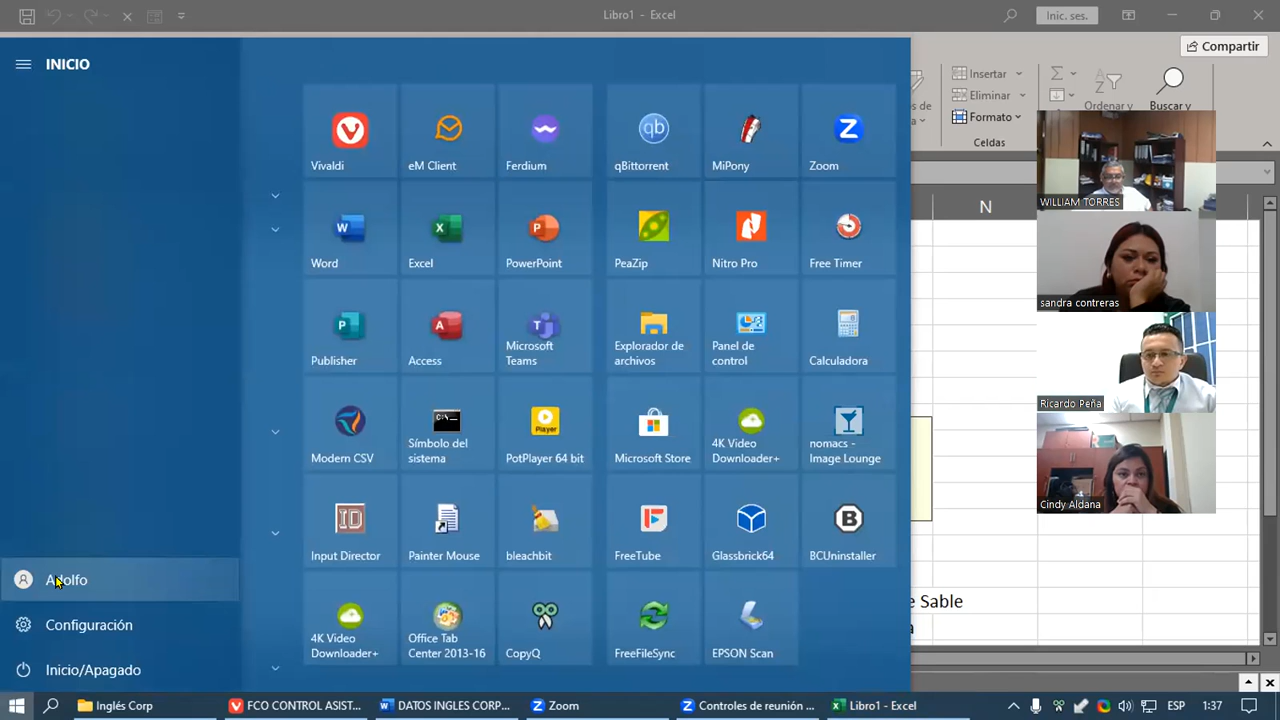 Libro1 - Excel
Inic. ses.
INICIO
Compartir
Insertar
Eliminar
Formato
Celdas
Ordenar y
Buscar y
os de
N
Vivaldi
eM Client
Ferdium
qBittorrent
MiPony
Zoom
Word
Excel
PowerPoint
PeaZip
Nitro Pro
Free Timer
Publisher
Access
Microsoft
Teams
Explorador de
archivos
Panel de
control
Calculadora
Modern CSV
Símbolo del
sistema
PotPlayer 64 bit
Microsoft Store
4K Video
Downloader+
nomacs -
Image Lounge
Input Director
Painter Mouse
bleachbit
FreeTube
Glassbrick64
BCUninstaller
4K Video
Downloader+
Office Tab
Center 2013-16
CopyQ
FreeFileSync
EPSON Scan
Adolfo
Configuración
Inicio/Apagado
WILLIAM TORRES
sandra contreras
Ricardo Peña
Cindy Aldana
e Sable
a
Inglés Corp
FCO CONTROL ASIST...
DATOS INGLES CORP...
Zoom
Controles de reunión ...
Libro1 - Excel
ESP
1:37